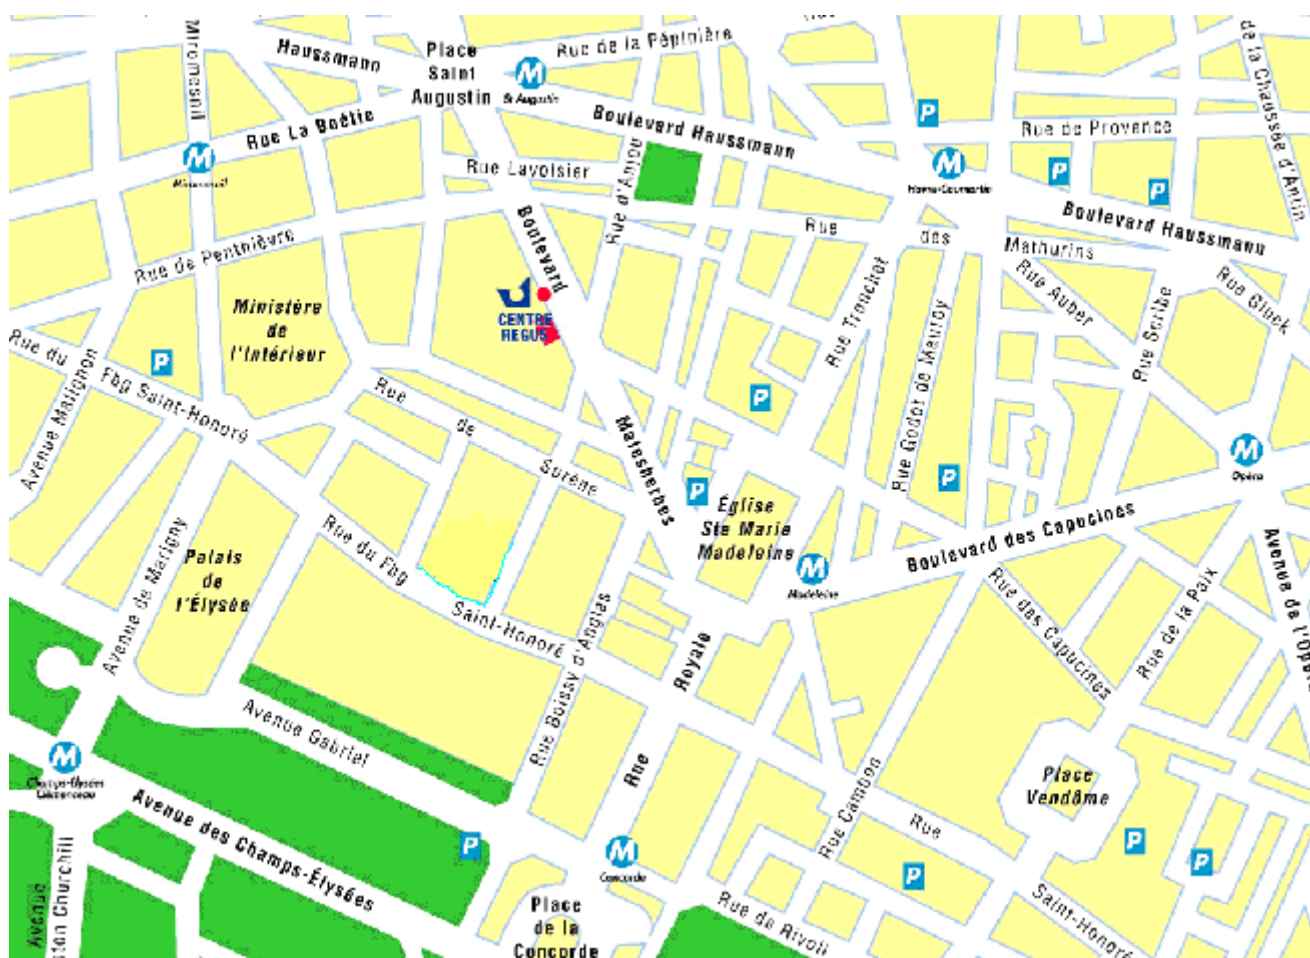 Miromesnil
Haussmann
Place
Saint
Augustin
M
St Augustin
Rue de la Pépinière
de la Chaussée d'Antin
Rue La Boétie
Boulevard Haussmann
P
Rue de Provence
M
Miromesnil
Rue Lavoisier
Rue d'Anjou
M
Havre-Caumartin
P
P
Boulevard Haussmann
Rue de Penthièvre
Boulevard
Rue
des
Mathurins
Rue Auber
Rue Scribe
Rue Gluck
Ministère
de
l'Intérieur
CENTRE
REGUS
Rue Tronchet
Rue Godot de Mauroy
Rue du
Fbg Saint-Honoré
P
Avenue Matignon
Rue
de
Surène
Malesherbes
P
P
P
M
Opéra
Église
Ste Marie
Madeleine
M
Madeleine
Boulevard des Capucines
Avenue de Marigny
Palais
de
l'Élysée
Rue du Fbg
Saint-Honoré
Rue Boissy d'Anglas
Rue des Capucines
Rue de la Paix
Avenue de l'Opéra
Royale
Rue
Avenue Gabriel
M
Champs-Elysées
Clémenceau
Avenue des Champs-Élysées
P
M
Concorde
Rue Cambon
Rue
Saint-Honoré
Place
Vendôme
P
P
P
Rue de Rivoli
Place
de la
Concorde
Avenue
ston Churchill